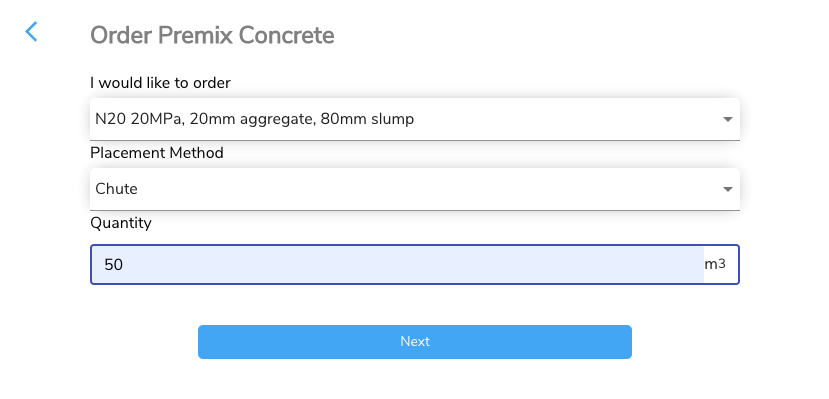 Order Premix Concrete
I would like to order
N20 20MPa, 20mm aggregate, 80mm slump
Placement Method
Chute
Quantity
50 m3
Next